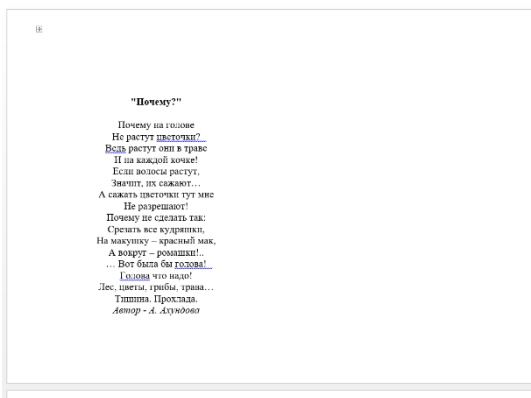 "Почему?"
Почему на голове
Не растут цветочки?
Ведь растут они в траве
И на каждой кочке!
Если волосы растут,
Значит, их сажают…
А сажать цветочки тут мне
Не разрешают!
Почему не сделать так:
Срезать все кудряшки,
На макушку – красный мак,
А вокруг – ромашки!..
… Вот была бы голова!
Голова что надо!
Лес, цветы, грибы, трава…
Тишина. Прохлада.
Автор - А. Ахундова